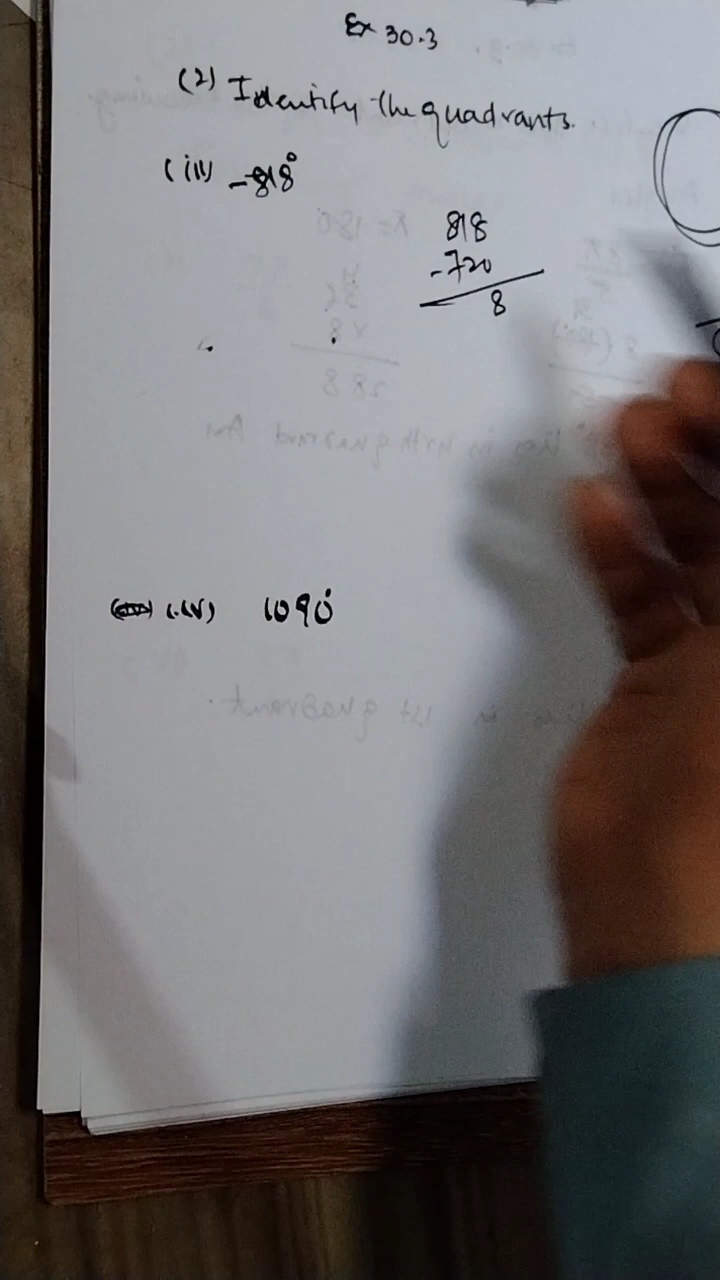 Ex 30.3
(2) Identify the quadrants.
(iii) -818°
818
-720
8
(iv) 1090°